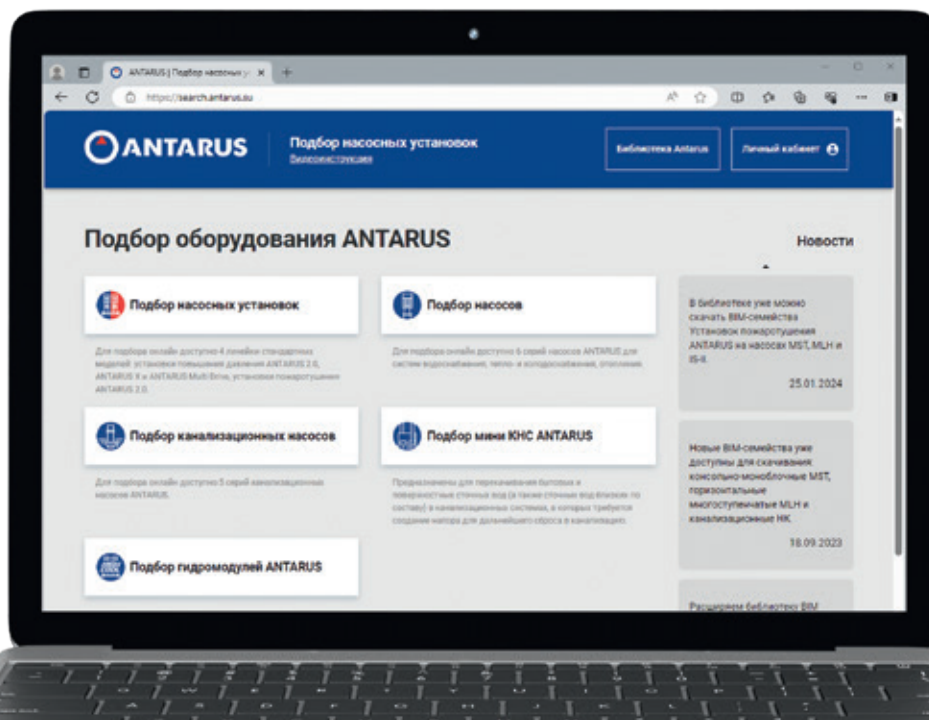 ANTARUS | Подбор насосных у
https://search.antarus.su
ANTARUS
Подбор насосных установок
Видеоинструкция
Библиотека Antarus
Личный кабинет
Подбор оборудования ANTARUS
Новости
Подбор насосных установок
Для подбора онлайн доступно 4 линейки стандартных
моделей: установки повышения давления ANTARUS 2.0,
ANTARUS X и ANTARUS Multi Drive, установки пожаротушения
ANTARUS 2.0.
Подбор насосов
Для подбора онлайн доступно 6 серий насосов ANTARUS для
систем водоснабжения, тепло- и холодоснабжения, отопления.
Подбор канализационных насосов
Для подбора онлайн доступно 5 серий канализационных
насосов ANTARUS.
Подбор мини КНС ANTARUS
Предназначены для перекачивания бытовых и
поверхностных сточных вод (а также сточных вод близких по
составу) в канализационных системах, в которых требуется
создание напора для дальнейшего сброса в канализацию.
Подбор гидромодулей ANTARUS
В библиотеке уже можно
скачать BIM-семейства
Установок пожаротушения
ANTARUS на насосах MST, MLH и
IS-II.
25.01.2024
Новые BIM-семейства уже
доступны для скачивания:
консольно-моноблочные MST,
горизонтальные
многоступенчатые MLH и
канализационные НК.
18.09.2023
Расширяем библиотеку BIM